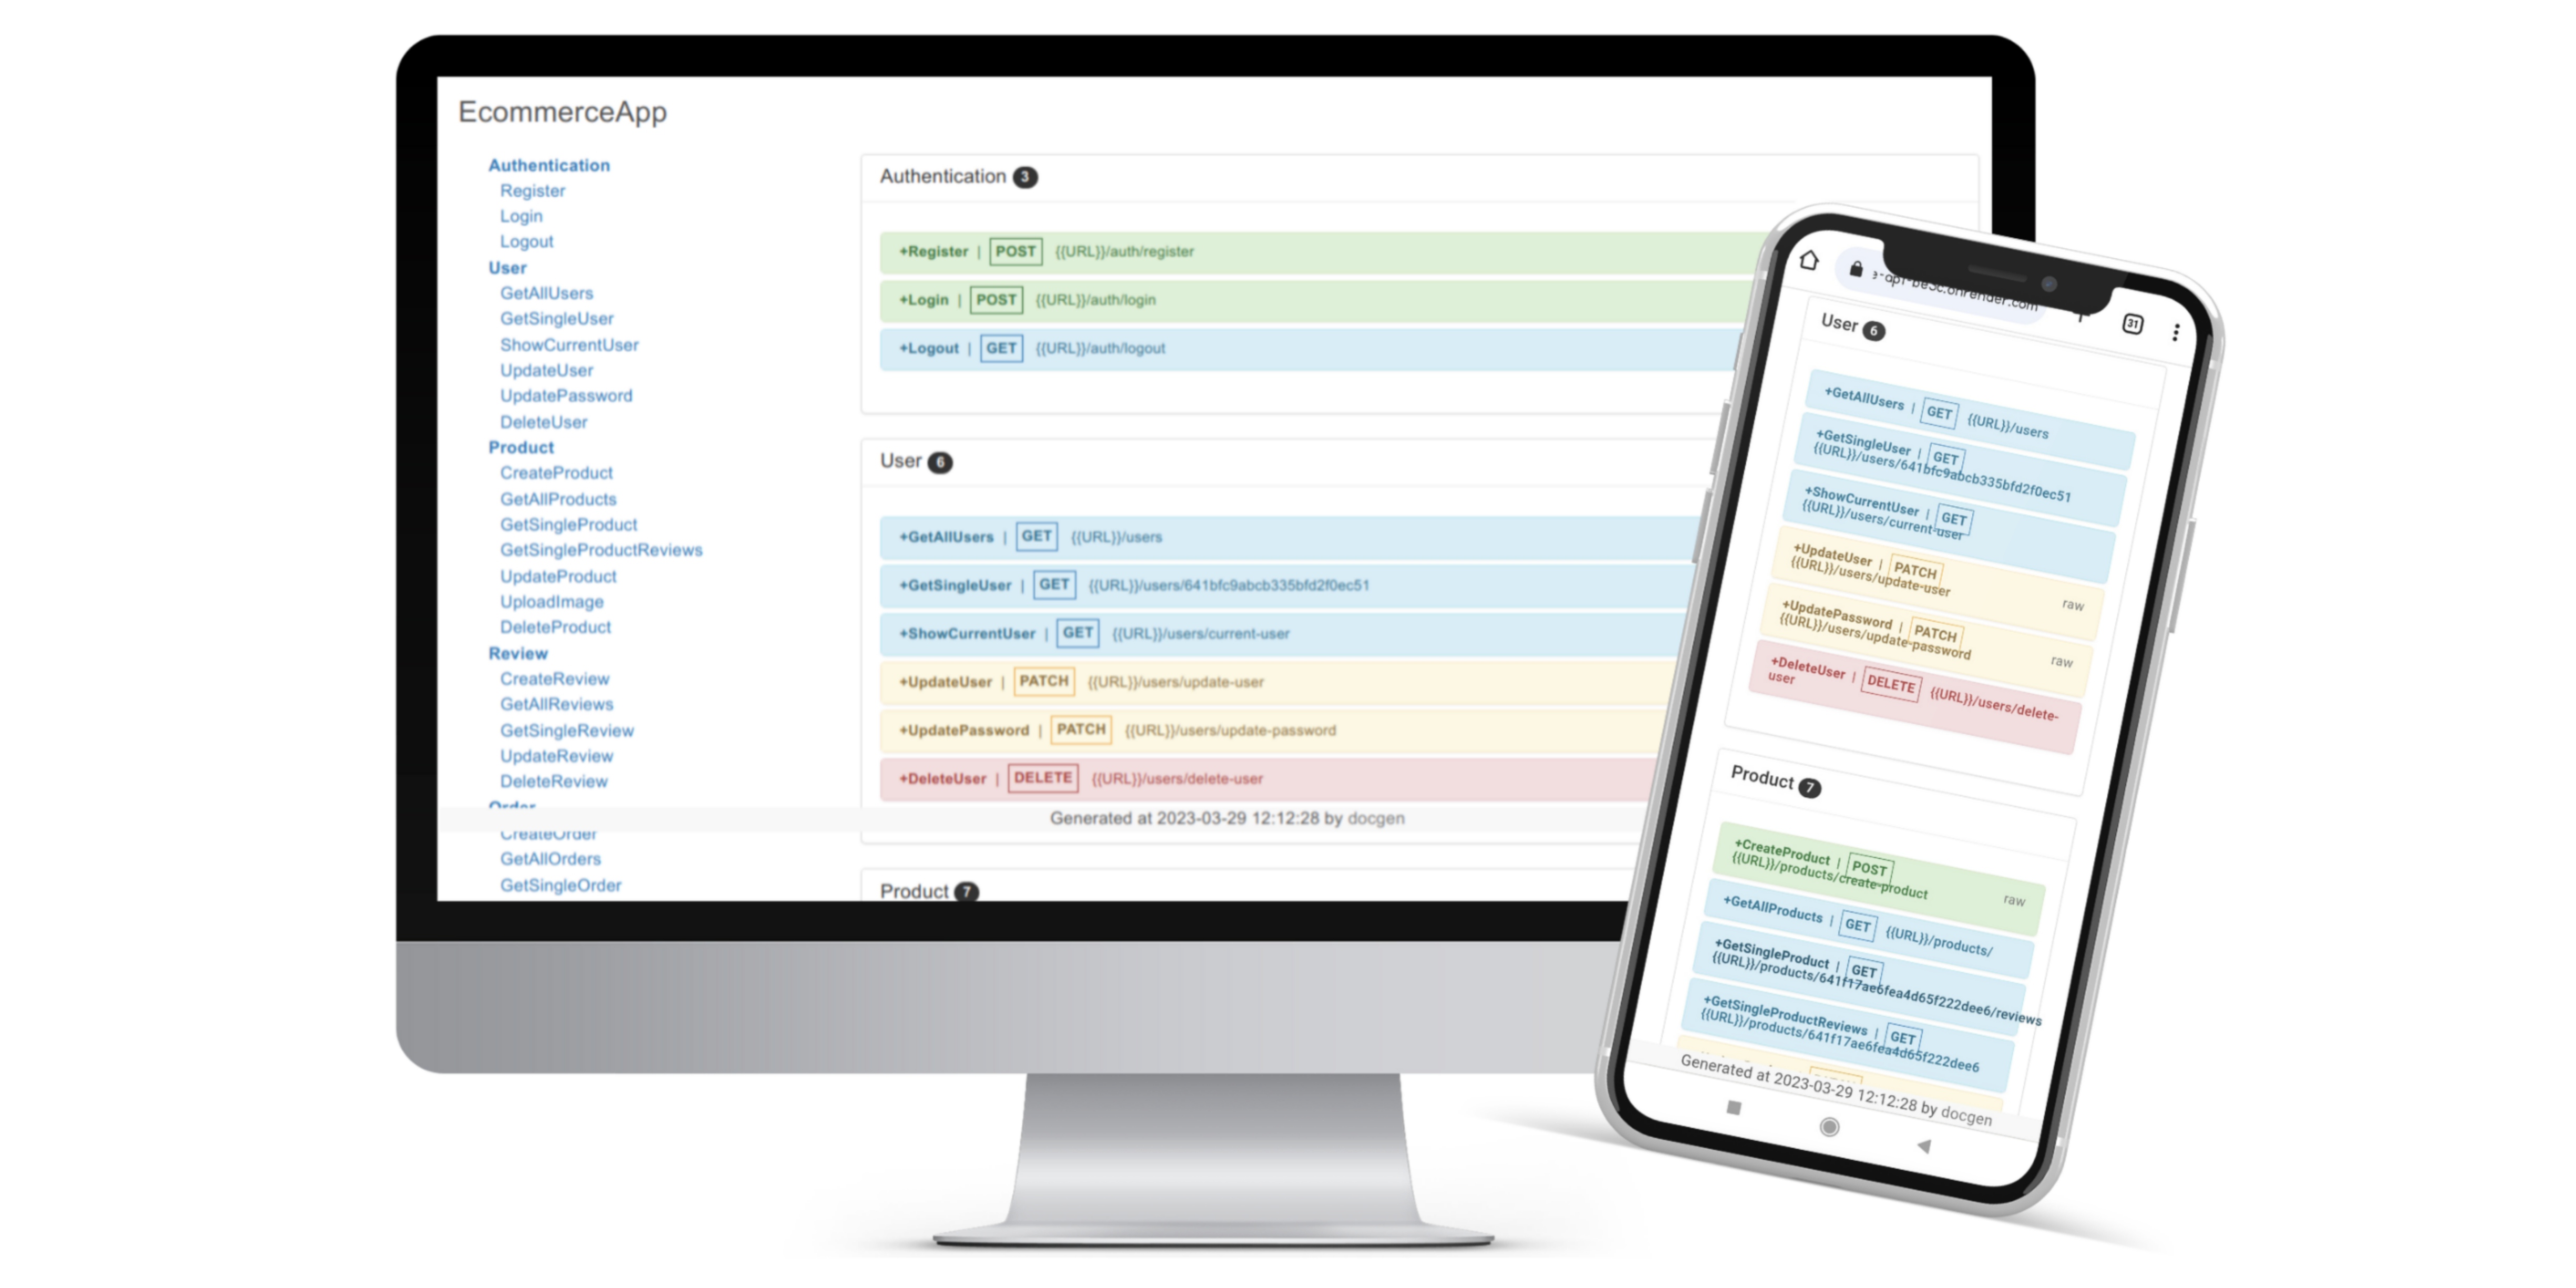 EcommerceApp
Authentication
Register
Login
Logout
User
GetAllUsers
GetSingleUser
ShowCurrentUser
UpdateUser
UpdatePassword
DeleteUser
Product
CreateProduct
GetAllProducts
GetSingleProduct
GetSingleProductReviews
UpdateProduct
UploadImage
DeleteProduct
Review
CreateReview
GetAllReviews
GetSingleReview
UpdateReview
DeleteReview
Order
CreateOrder
GetAllOrders
GetSingleOrder
Authentication 3
+Register | POST {{URL}}/auth/register
+Login | POST {{URL}}/auth/login
+Logout | GET {{URL}}/auth/logout
User 6
+GetAllUsers | GET {{URL}}/users
+GetSingleUser | GET {{URL}}/users/641bfc9abcb335bfd2f0ec51
+ShowCurrentUser | GET {{URL}}/users/current-user
+UpdateUser | PATCH {{URL}}/users/update-user
+UpdatePassword | PATCH {{URL}}/users/update-password
+DeleteUser | DELETE {{URL}}/users/delete-user
Generated at 2023-03-29 12:12:28 by docgen
Product 7
31
User 6
+GetAllUsers | GET {{URL}}/users
+GetSingleUser | GET
{{URL}}/users/641bfc9abcb335bfd2f0ec51
+ShowCurrentUser | GET
{{URL}}/users/current-user
+UpdateUser | PATCH
{{URL}}/users/update-user raw
+UpdatePassword | PATCH
{{URL}}/users/update-password raw
+DeleteUser | DELETE {{URL}}/users/delete-
user
Product 7
+CreateProduct | POST
{{URL}}/products/create-product raw
+GetAllProducts | GET {{URL}}/products/
+GetSingleProduct | GET
{{URL}}/products/641f17ae6fea4d65f222dee6/reviews
+GetSingleProductReviews | GET
{{URL}}/products/641f17ae6fea4d65f222dee6
Generated at 2023-03-29 12:12:28 by docgen